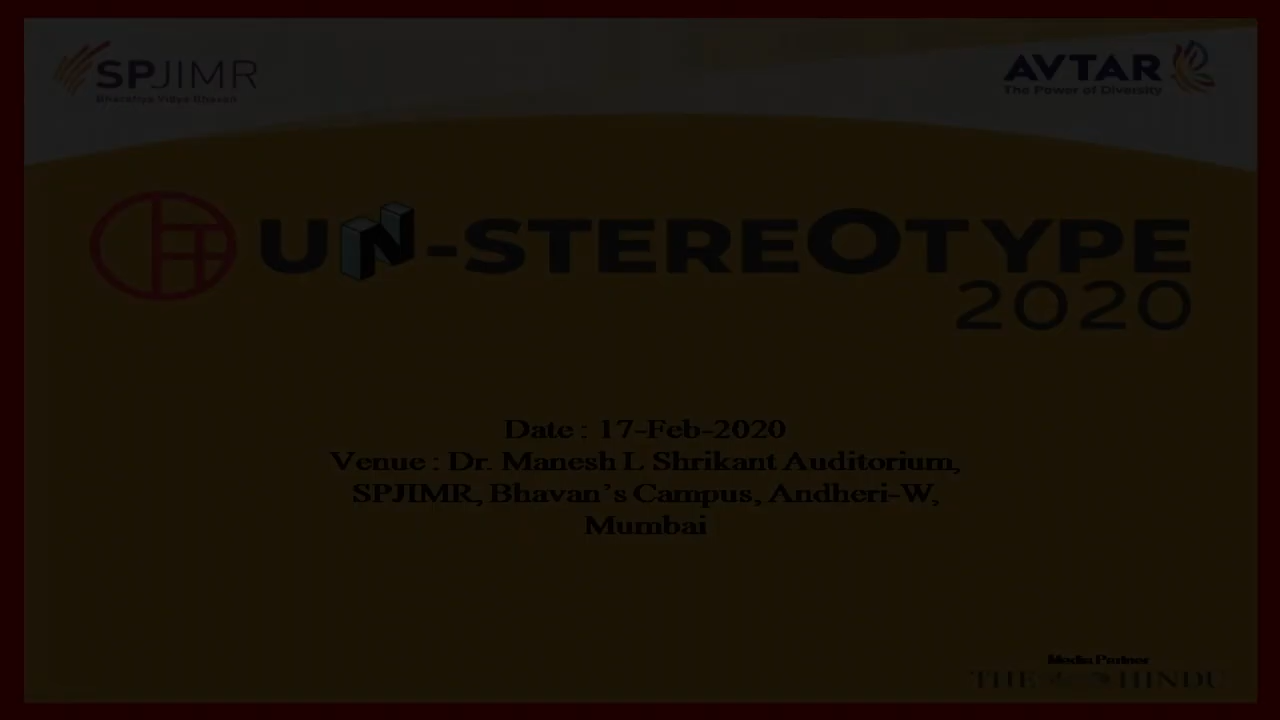 SPJIMR
Bharatiya Vidya Bhavan
AVTAR
The Power of Diversity
UN-STEREOTYPE
2020
Date : 17-Feb-2020
Venue : Dr. Manesh L Shrikant Auditorium,
SPJIMR, Bhavan's Campus, Andheri-W,
Mumbai
Media Partner
THE HINDU